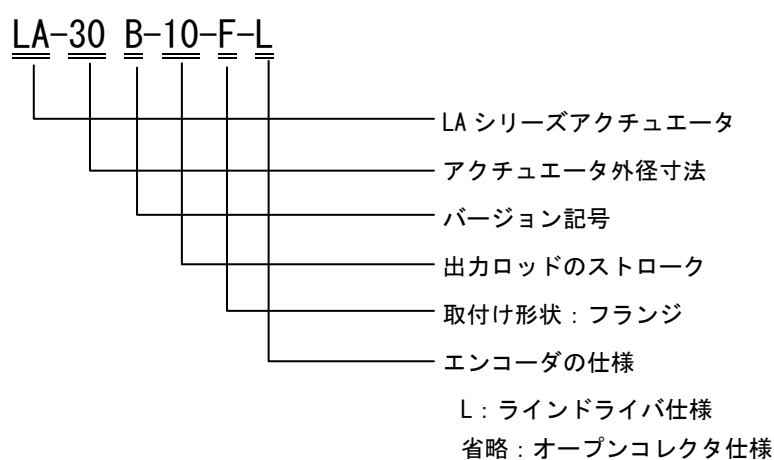 LA-30 B-10-F-L
LA シリーズアクチュエータ
アクチュエータ外径寸法
バージョン記号
出力ロッドのストローク
取付け形状：フランジ
エンコーダの仕様
L：ラインドライバ仕様
省略：オープンコレクタ仕様